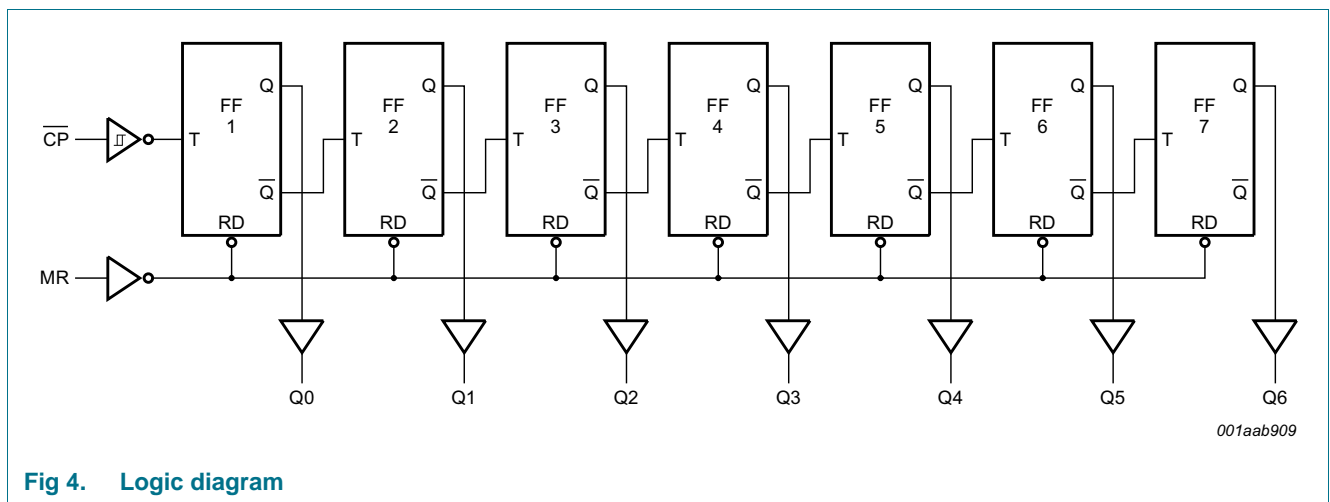 Q Q Q Q Q Q Q
FF FF FF FF FF FF FF
1 2 3 4 5 6 7
C̅P̅ T T T T T T T
Q̅ Q̅ Q̅ Q̅ Q̅ Q̅ Q̅
RD RD RD RD RD RD RD
MR
Q0 Q1 Q2 Q3 Q4 Q5 Q6
001aab909
Fig 4. Logic diagram